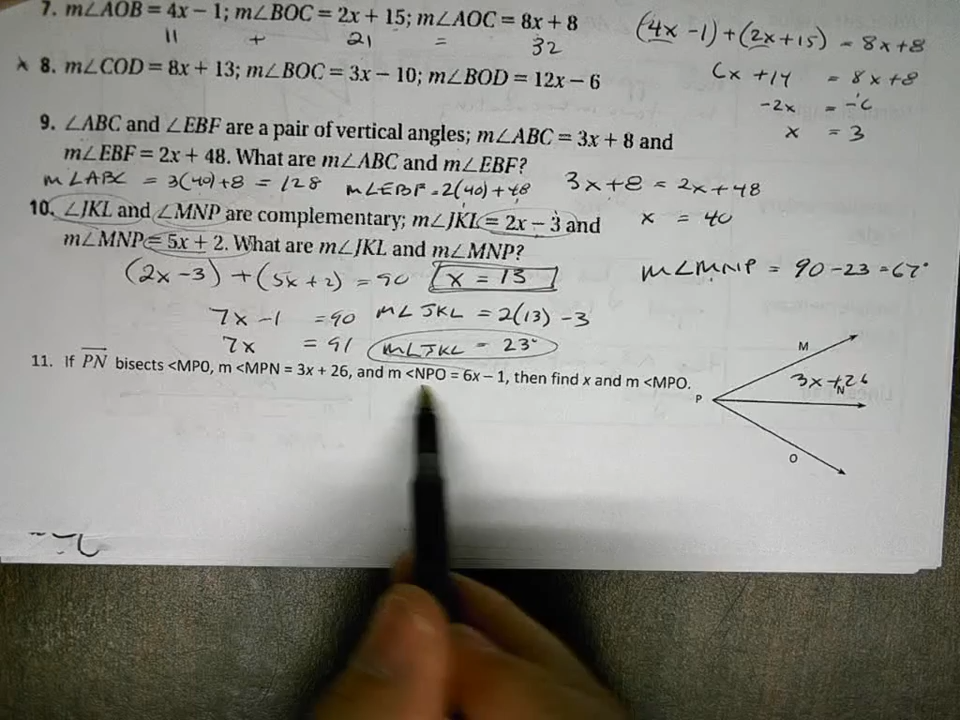 7. m∠AOB = 4x − 1; m∠BOC = 2x + 15; m∠AOC = 8x + 8
11 + 21 = 32
(4x -1) + (2x+15) = 8x+8
* 8. m∠COD = 8x + 13; m∠BOC = 3x − 10; m∠BOD = 12x − 6
6x +14 = 8x+8
-2x = -6
x = 3
9. ∠ABC and ∠EBF are a pair of vertical angles; m∠ABC = 3x + 8 and
m∠EBF = 2x + 48. What are m∠ABC and m∠EBF?
m∠ABC = 3(40)+8 = 128 m∠EBF = 2(40)+48
3x+8 = 2x+48
x = 40
10. ∠JKL and ∠MNP are complementary; m∠JKL = 2x − 3 and
m∠MNP = 5x + 2. What are m∠JKL and m∠MNP?
(2x-3) + (5x+2) = 90 x = 13
m∠MNP = 90-23 = 67°
7x -1 = 90 m∠JKL = 2(13) -3
7x = 91 m∠JKL = 23°
11. If PN bisects <MPO, m <MPN = 3x + 26, and m <NPO = 6x − 1, then find x and m <MPO.
M
3x+26
N
P
O